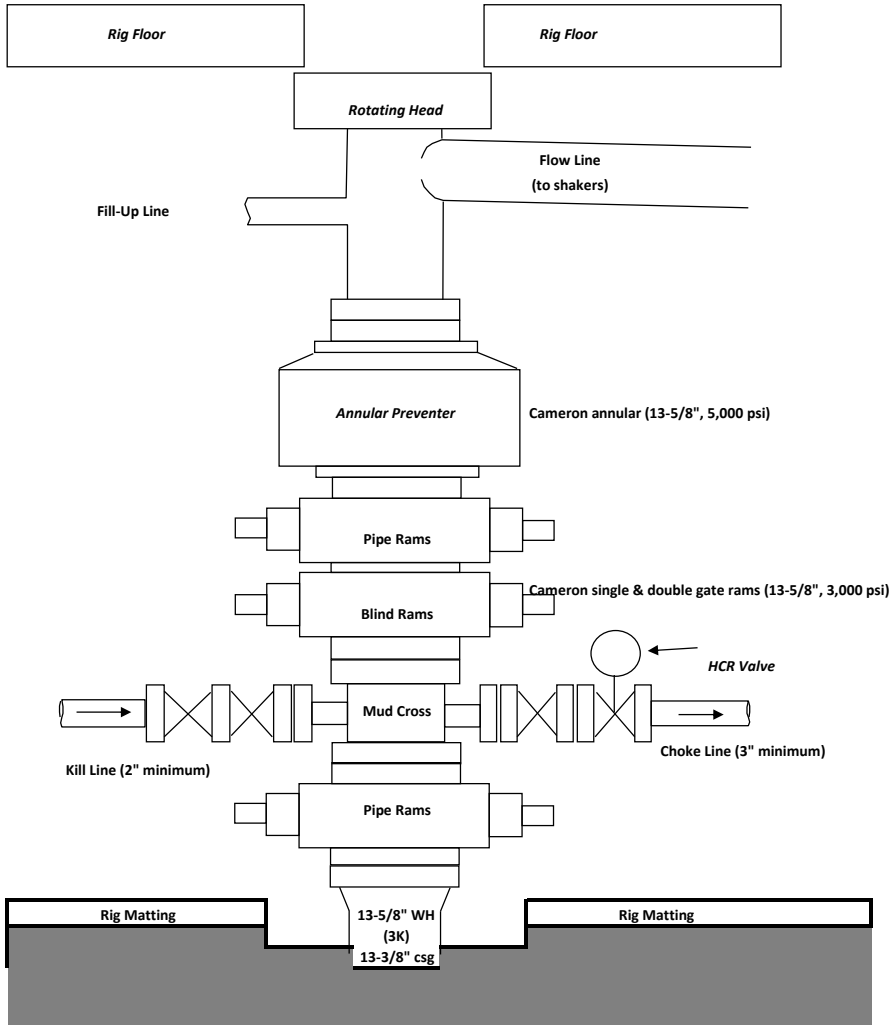 Rig Floor
Rig Floor
Rotating Head
Flow Line
(to shakers)
Fill-Up Line
Annular Preventer
Cameron annular (13-5/8", 5,000 psi)
Pipe Rams
Cameron single & double gate rams (13-5/8", 3,000 psi)
Blind Rams
HCR Valve
Mud Cross
Choke Line (3" minimum)
Kill Line (2" minimum)
Pipe Rams
Rig Matting
13-5/8" WH
(3K)
13-3/8" csg
Rig Matting